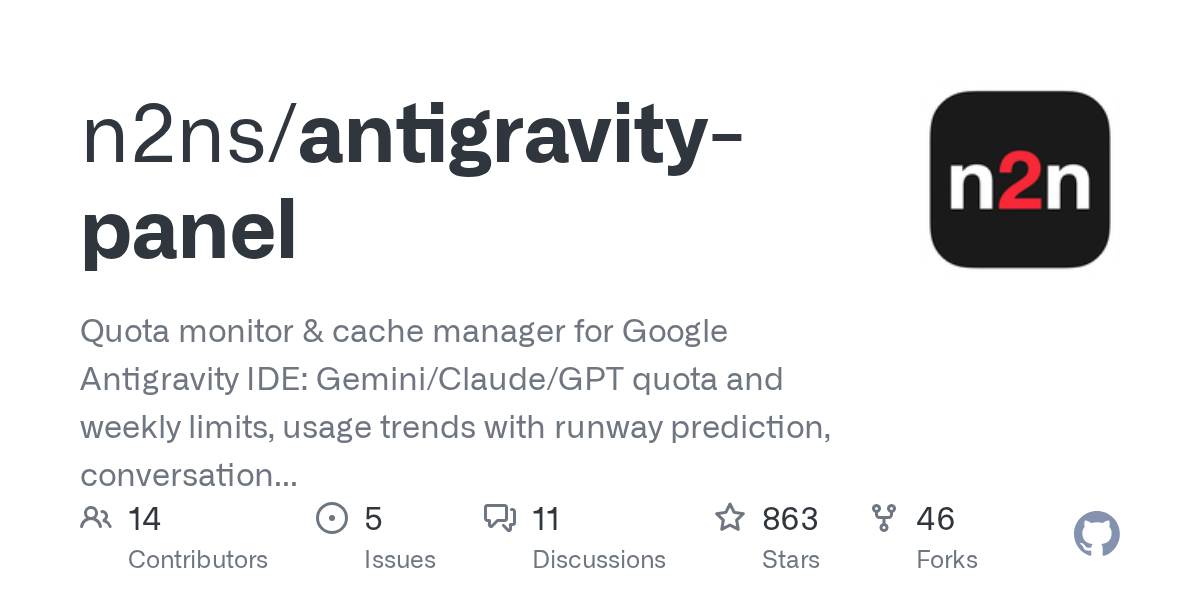 n2ns/antigravity-
panel
n2n
Quota monitor & cache manager for Google
Antigravity IDE: Gemini/Claude/GPT quota and
weekly limits, usage trends with runway prediction,
conversation...
14
Contributors
5
Issues
11
Discussions
863
Stars
46
Forks